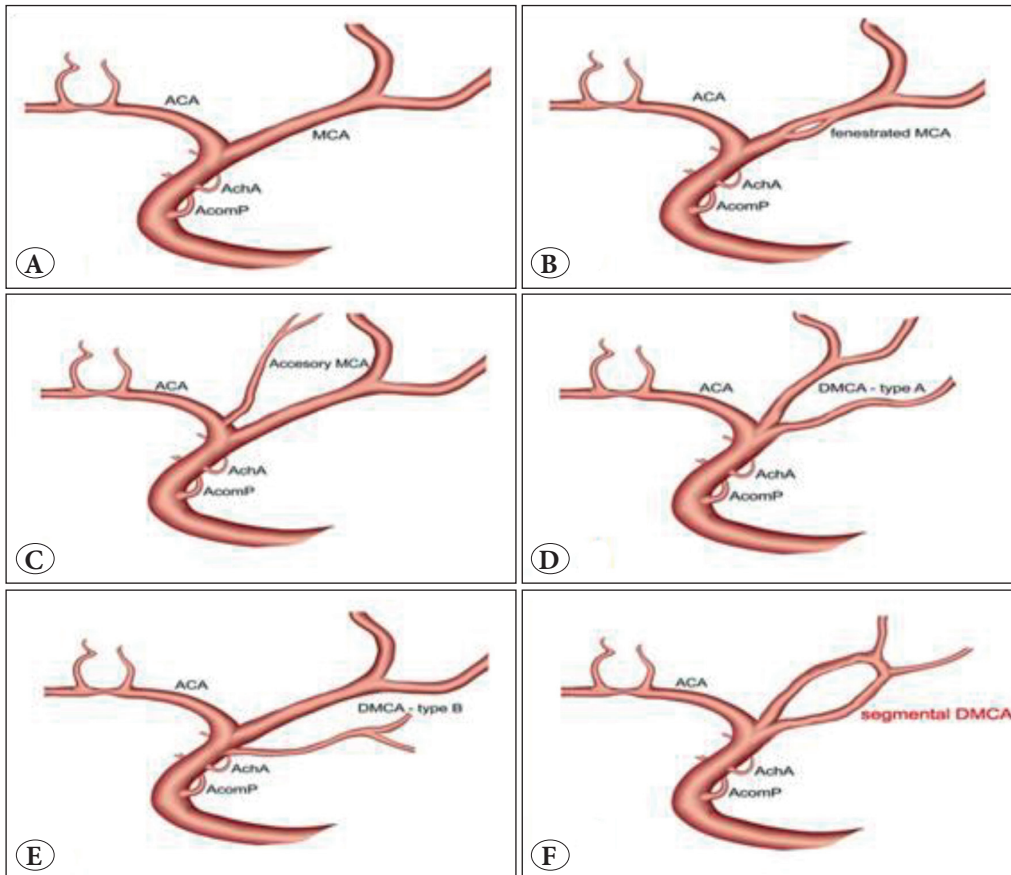 ACA
MCA
AchA
AcomP
A
ACA
fenestrated MCA
AchA
AcomP
B
Accesory MCA
ACA
AchA
AcomP
C
ACA
DMCA - type A
AchA
AcomP
D
ACA
DMCA - type B
AchA
AcomP
E
ACA
segmental DMCA
AchA
AcomP
F